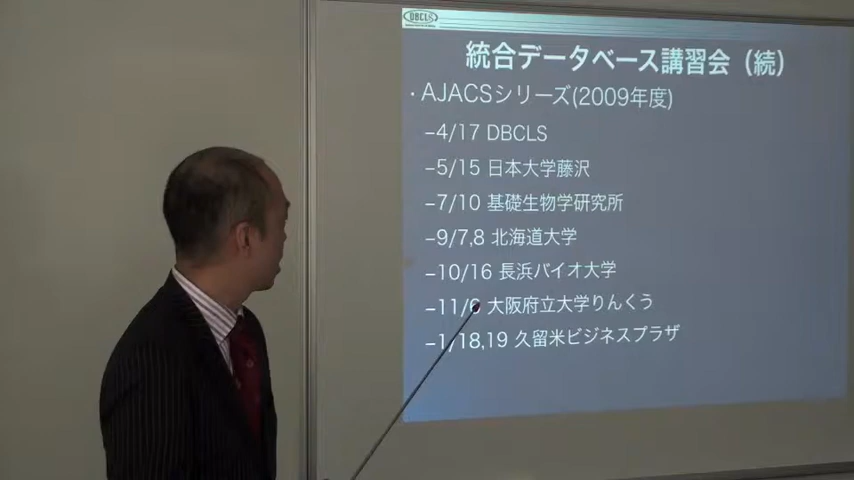 DBCLS
統合データベース講習会（続）
・AJACSシリーズ(2009年度)
–4/17 DBCLS
–5/15 日本大学藤沢
–7/10 基礎生物学研究所
–9/7,8 北海道大学
–10/16 長浜バイオ大学
–11/6 大阪府立大学りんくう
–1/18,19 久留米ビジネスプラザ